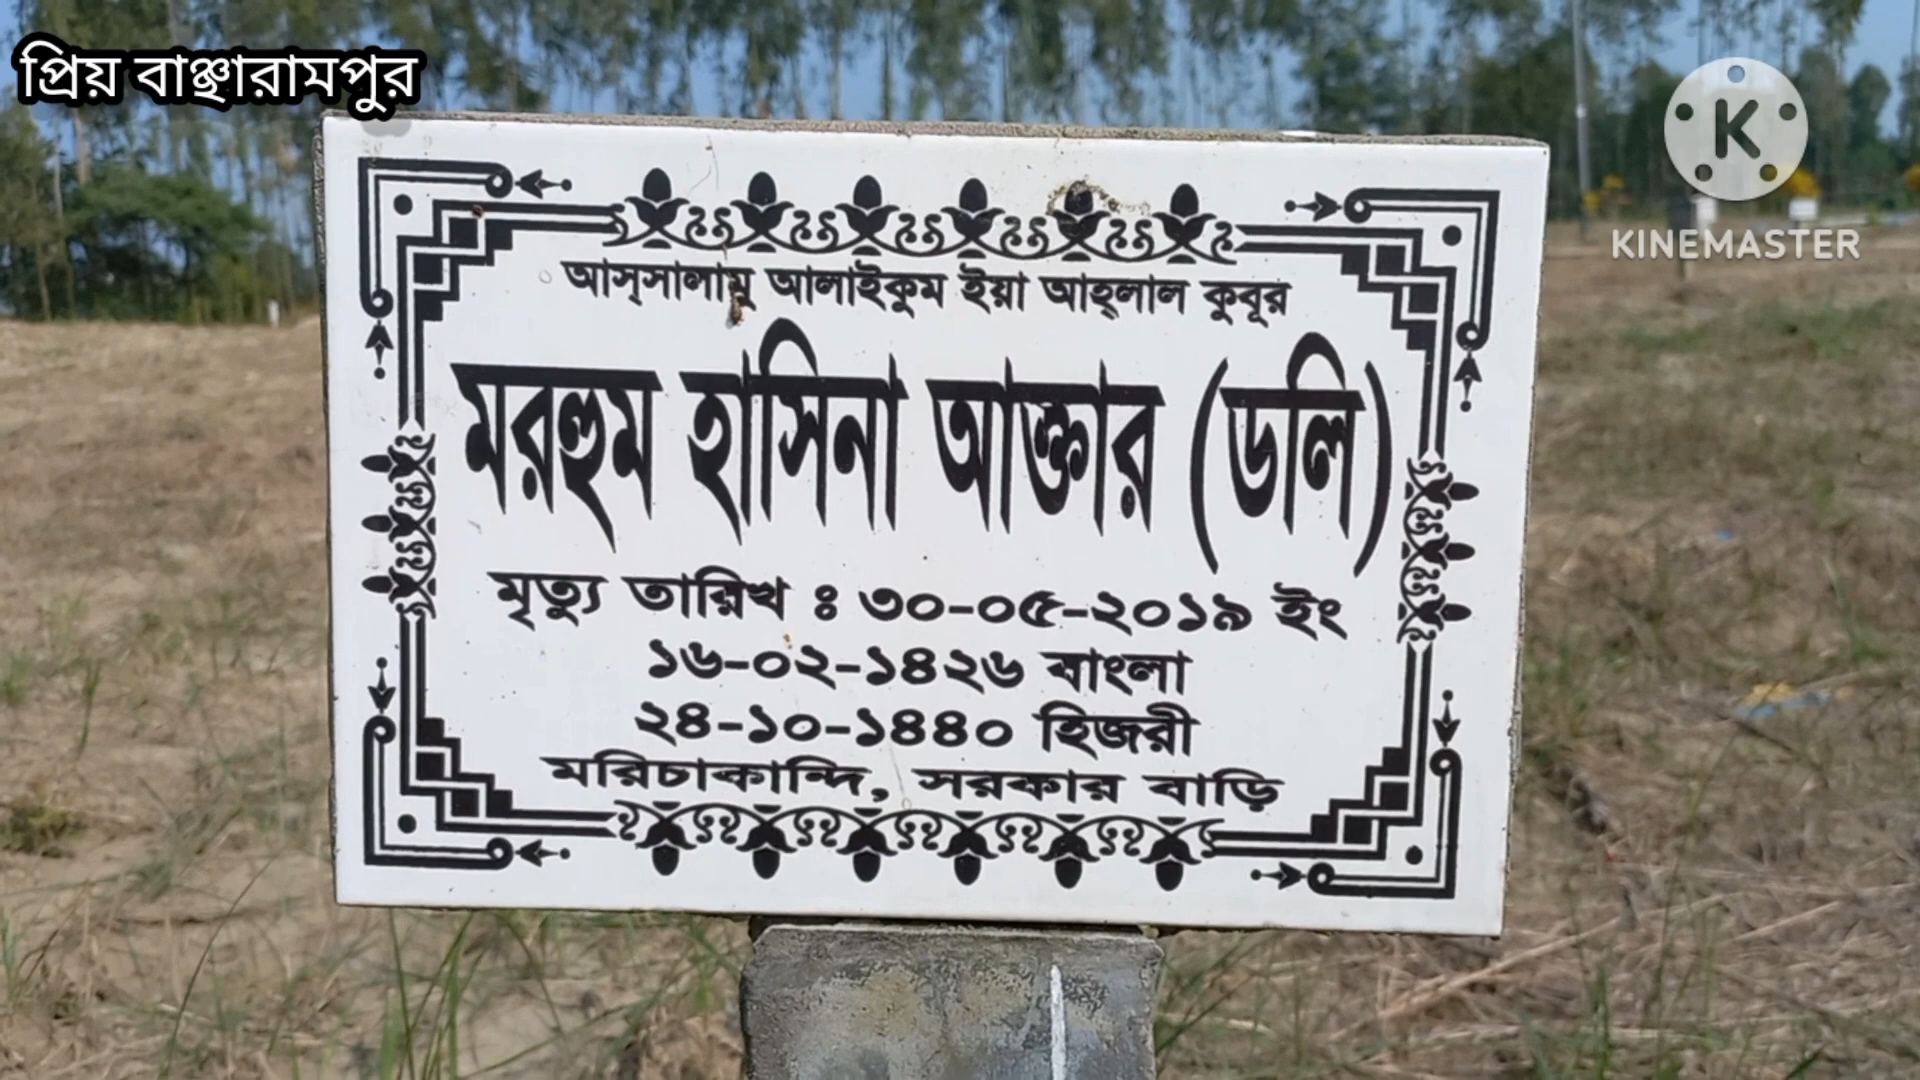 প্রিয় বাঞ্ছারামপুর
KINEMASTER
আস্সালামু আলাইকুম ইয়া আহ্লাল কুবূর
মরহুম হাসিনা আক্তার (ডলি)
মৃত্যু তারিখ ঃ ৩০-০৫-২০১৯ ইং
১৬-০২-১৪২৬ বাংলা
২৪-১০-১৪৪০ হিজরী
মরিচাকান্দি, সরকার বাড়ি